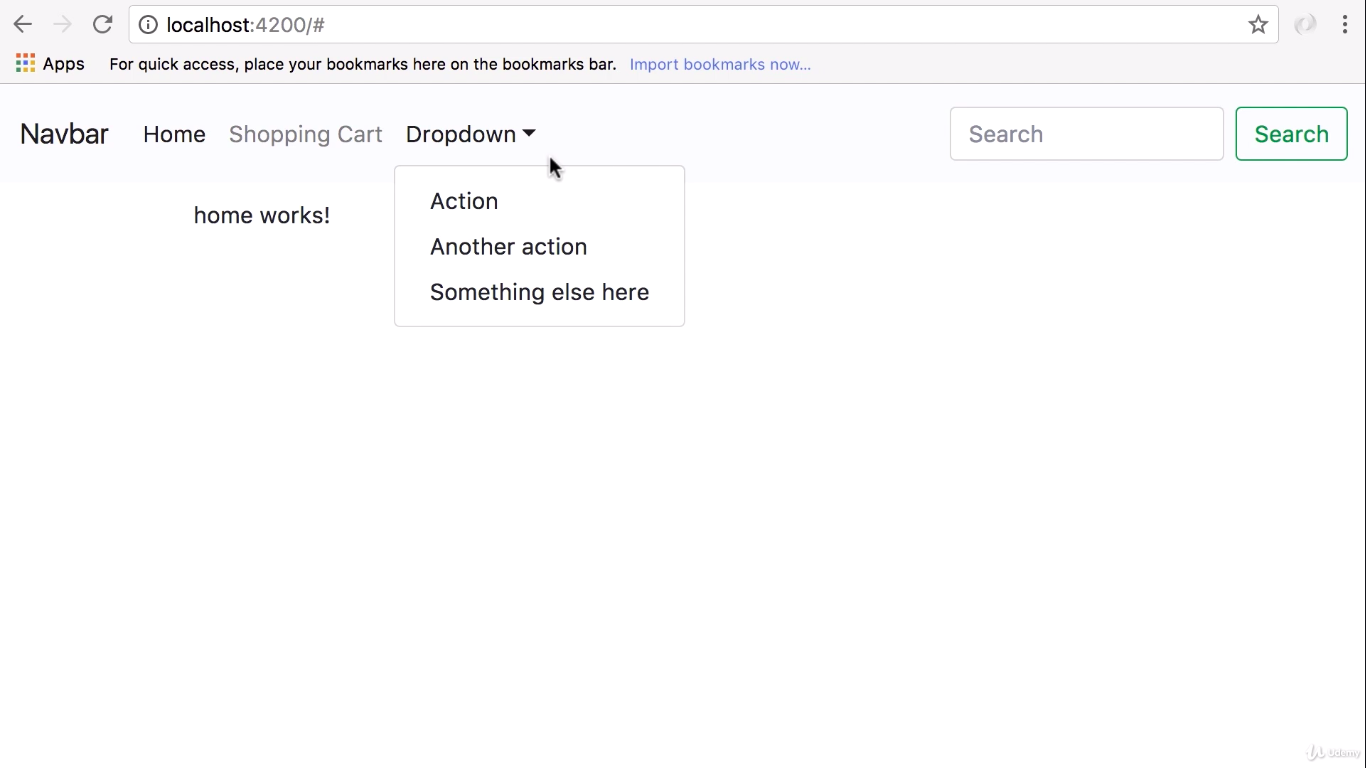 localhost:4200/#
Apps For quick access, place your bookmarks here on the bookmarks bar. Import bookmarks now...
Navbar Home Shopping Cart Dropdown Search Search
home works!
Action
Another action
Something else here
Udemy